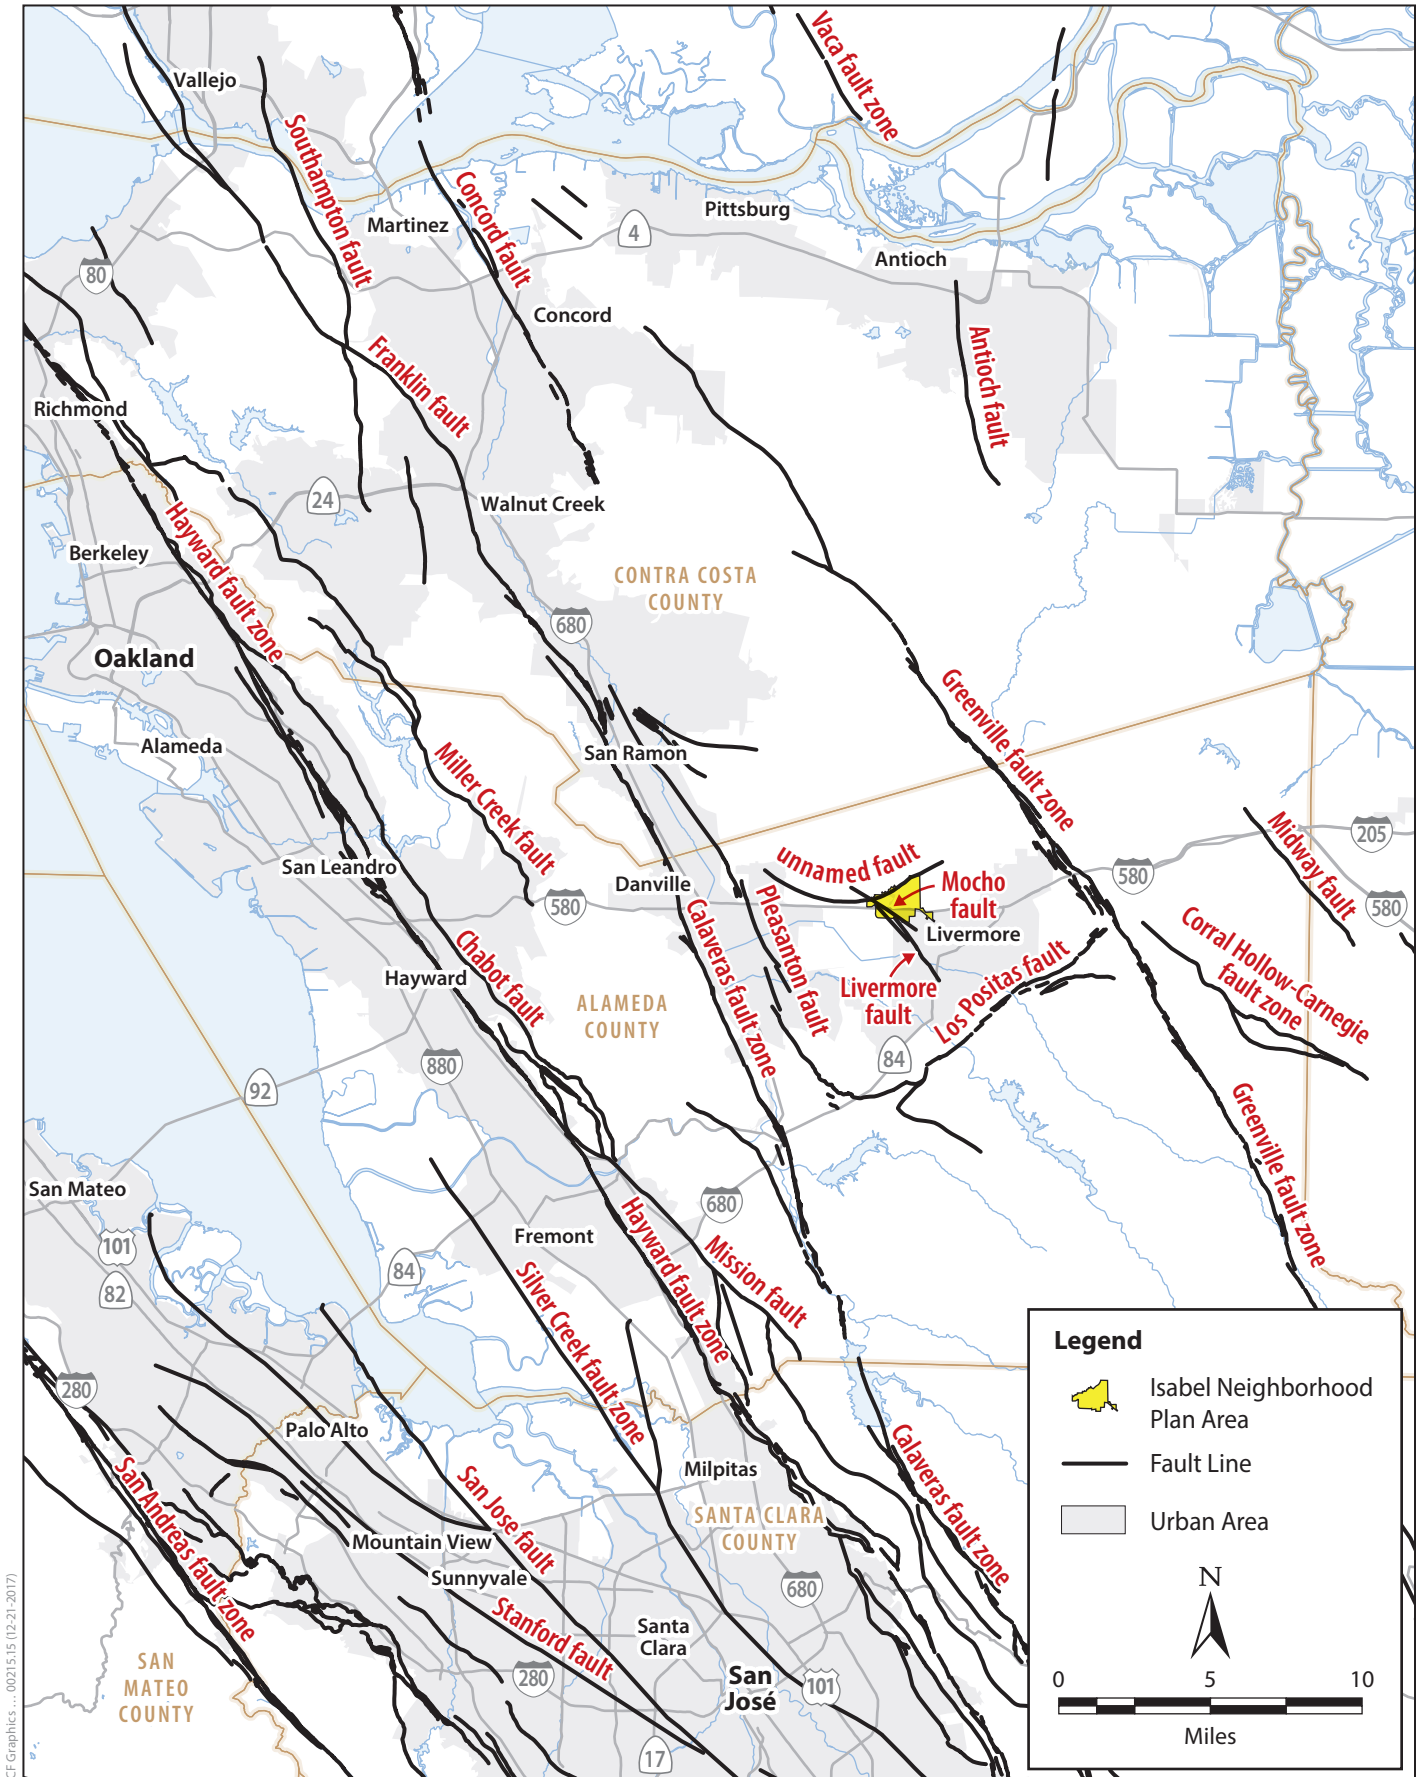 Vaca fault zone
Vallejo
Southampton fault
Concord fault
Martinez
Pittsburg
4
Antioch
80
Concord
Antioch fault
Franklin fault
Richmond
24
Walnut Creek
Hayward fault zone
Berkeley
CONTRA COSTA
COUNTY
680
Oakland
Greenville fault zone
Alameda
San Ramon
Miller Creek fault
Midway fault
205
San Leandro
unnamed fault
580
Danville
Mocho
fault
580
580
Pleasanton fault
Calaveras fault zone
Livermore
Corral Hollow-Carnegie
fault zone
Chabot fault
Hayward
Livermore
fault
Los Positas fault
ALAMEDA
COUNTY
84
880
92
Greenville fault zone
San Mateo
680
Hayward fault zone
Fremont
101
Mission fault
84
82
Silver Creek fault zone
280
Palo Alto
San Andreas fault zone
San Jose fault
Milpitas
Calaveras fault zone
SANTA CLARA
COUNTY
Mountain View
Sunnyvale
680
Stanford fault
Santa
Clara
SAN
MATEO
COUNTY
280
San
José
101
17
Legend
Isabel Neighborhood
Plan Area
Fault Line
Urban Area
N
0 5 10
Miles
CF Graphics … 00215.15 (12-21-2017)